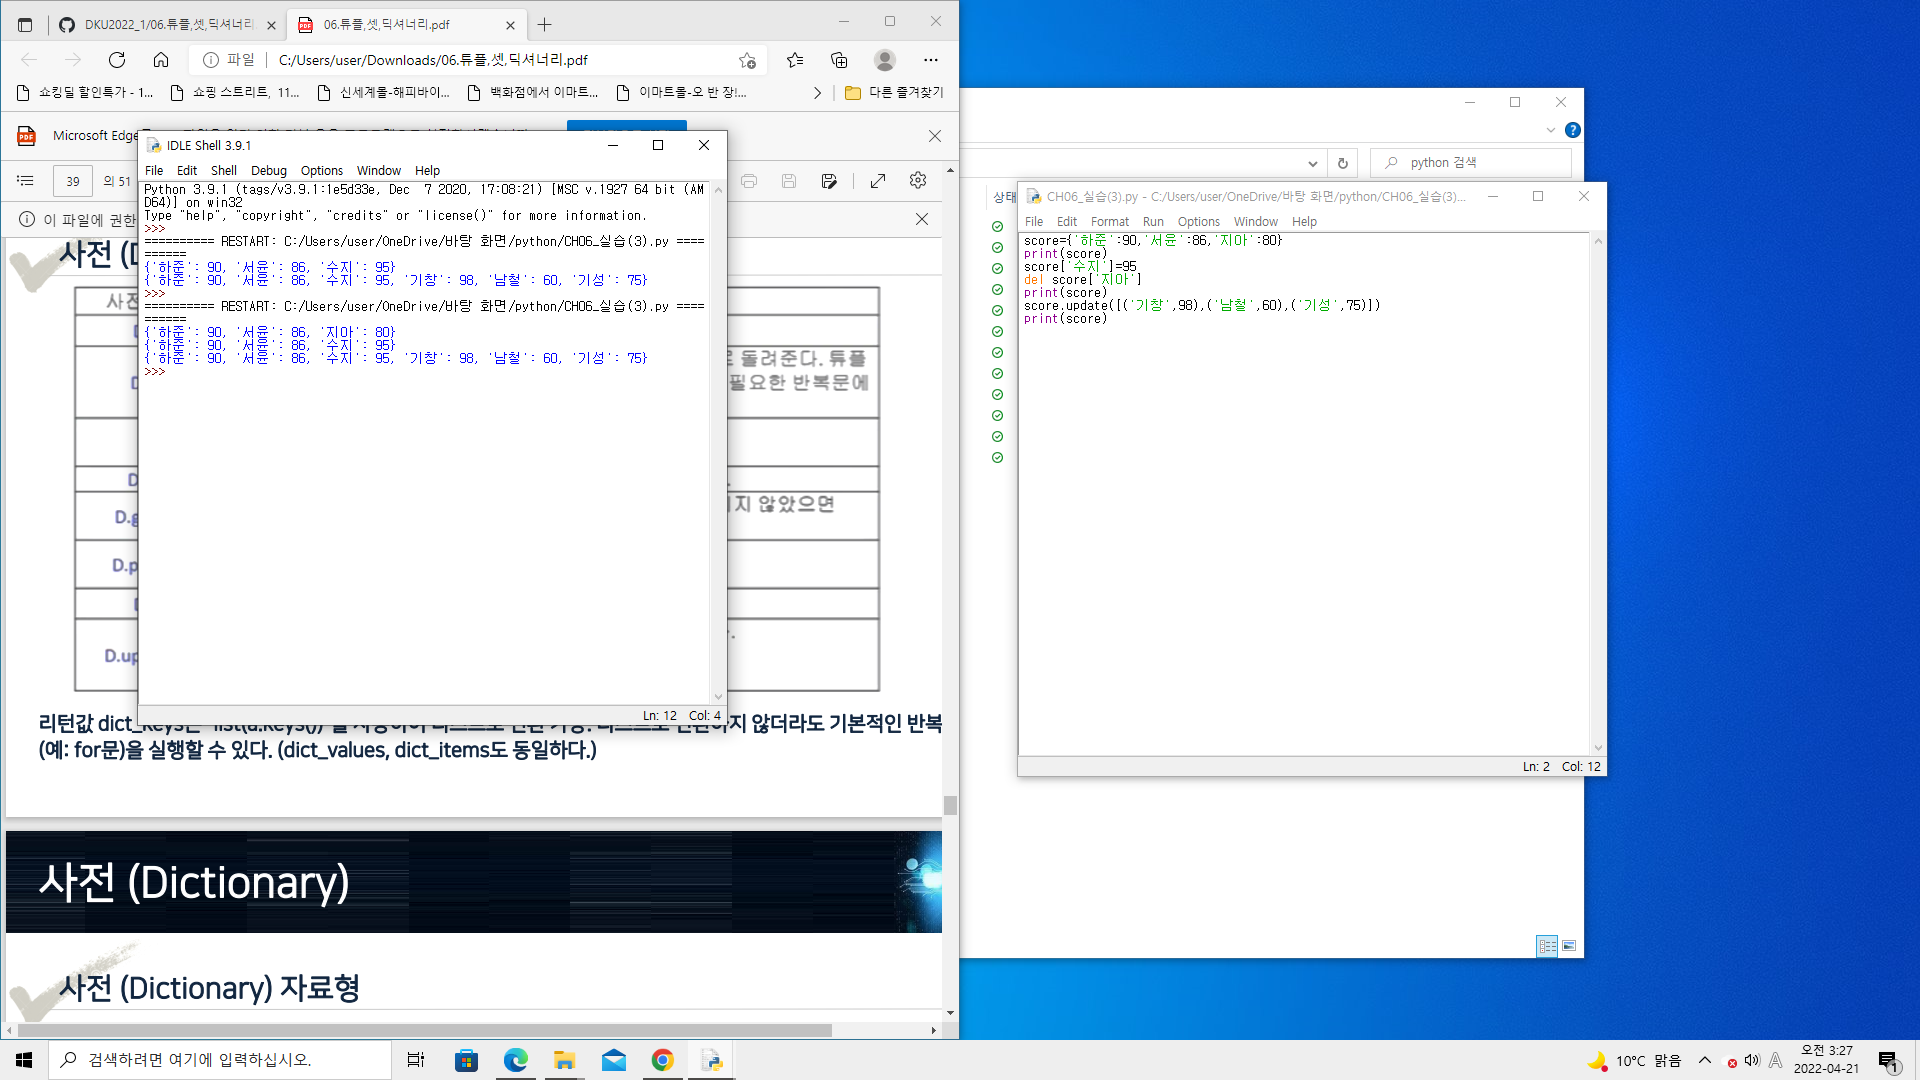 DKU2022_1/06.튜플,셋,딕셔너리.
06.튜플,셋,딕셔너리.pdf
파일
C:/Users/user/Downloads/06.튜플,셋,딕셔너리.pdf
쇼킹딜 할인특가 - 1...
쇼핑 스트리트, 11...
신세계몰-해피바이...
백화점에서 이마트...
이마트몰-오 반 장!...
다른 즐겨찾기
Microsoft Edge
39
의 51
이 파일에 권한
사전 (D
사전
D.g
D.p
D.up
로 돌려준다. 튜플
필요한 반복문에
지 않았으면
리턴값 dict_keys는
지 않더라도 기본적인 반복
(예: for문)을 실행할 수 있다. (dict_values, dict_items도 동일하다.)
사전 (Dictionary)
사전 (Dictionary) 자료형
IDLE Shell 3.9.1
File Edit Shell Debug Options Window Help
Python 3.9.1 (tags/v3.9.1:1e5d33e, Dec  7 2020, 17:08:21) [MSC v.1927 64 bit (AM
D64)] on win32
Type "help", "copyright", "credits" or "license()" for more information.
>>>
========== RESTART: C:/Users/user/OneDrive/바탕 화면/python/CH06_실습(3).py ====
======
{'하준': 90, '서윤': 86, '수지': 95}
{'하준': 90, '서윤': 86, '수지': 95, '기창': 98, '남철': 60, '기성': 75}
>>>
========== RESTART: C:/Users/user/OneDrive/바탕 화면/python/CH06_실습(3).py ====
======
{'하준': 90, '서윤': 86, '지아': 80}
{'하준': 90, '서윤': 86, '수지': 95}
{'하준': 90, '서윤': 86, '수지': 95, '기창': 98, '남철': 60, '기성': 75}
>>>
Ln: 12 Col: 4
python 검색
상태
CH06_실습(3).py - C:/Users/user/OneDrive/바탕 화면/python/CH06_실습(3)...
File Edit Format Run Options Window Help
score={'하준':90,'서윤':86,'지아':80}
print(score)
score['수지']=95
del score['지아']
print(score)
score.update([('기창',98),('남철',60),('기성',75)])
print(score)
Ln: 2 Col: 12
검색하려면 여기에 입력하십시오.
10°C 맑음
A
오전 3:27
2022-04-21
1